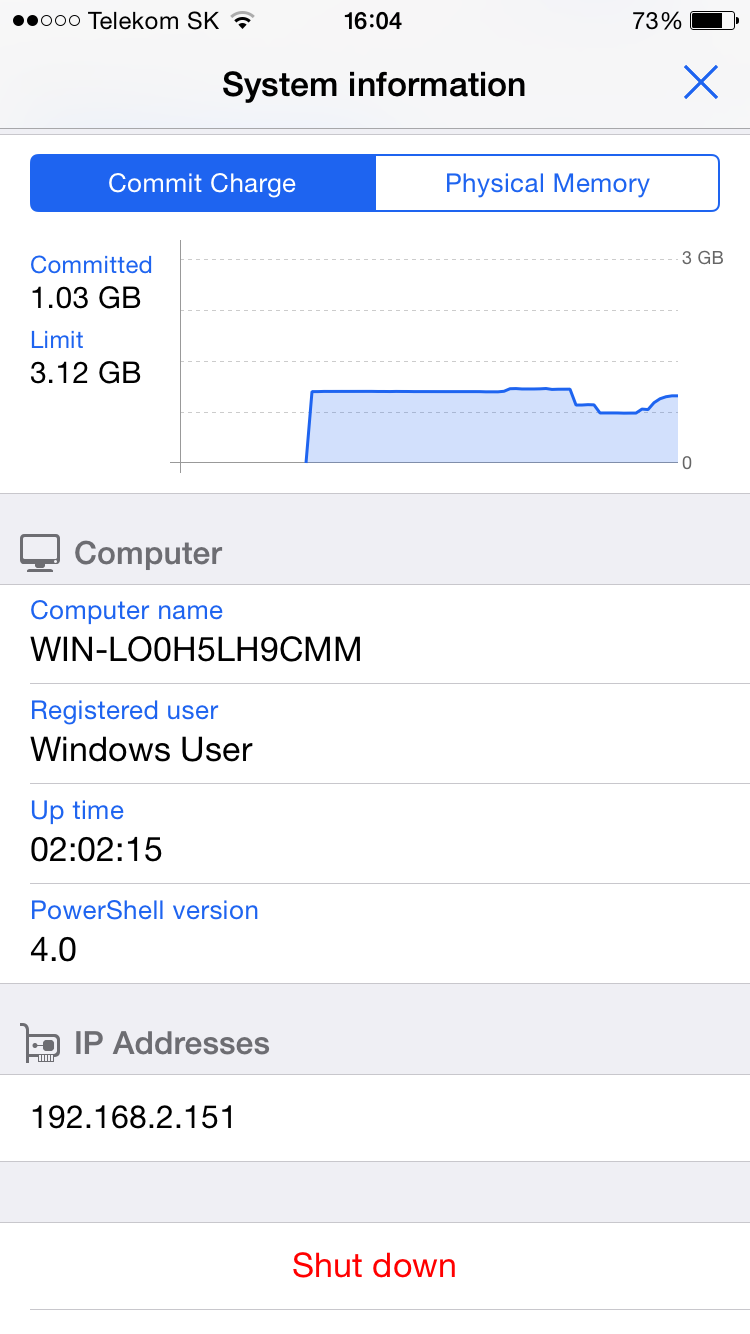 Telekom SK 16:04 73%
System information
Commit Charge Physical Memory
Committed
1.03 GB
Limit
3.12 GB
3 GB
0
Computer
Computer name
WIN-LO0H5LH9CMM
Registered user
Windows User
Up time
02:02:15
PowerShell version
4.0
IP Addresses
192.168.2.151
Shut down